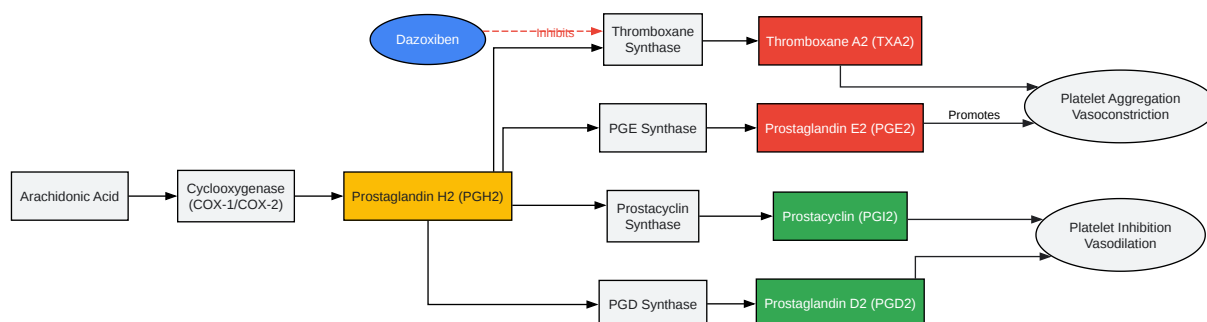 Dazoxiben
Inhibits
Thromboxane
Synthase
Thromboxane A2 (TXA2)
Platelet Aggregation
Vasoconstriction
PGE Synthase
Prostaglandin E2 (PGE2)
Promotes
Arachidonic Acid
Cyclooxygenase
(COX-1/COX-2)
Prostaglandin H2 (PGH2)
Prostacyclin
Synthase
Prostacyclin (PGI2)
Platelet Inhibition
Vasodilation
PGD Synthase
Prostaglandin D2 (PGD2)